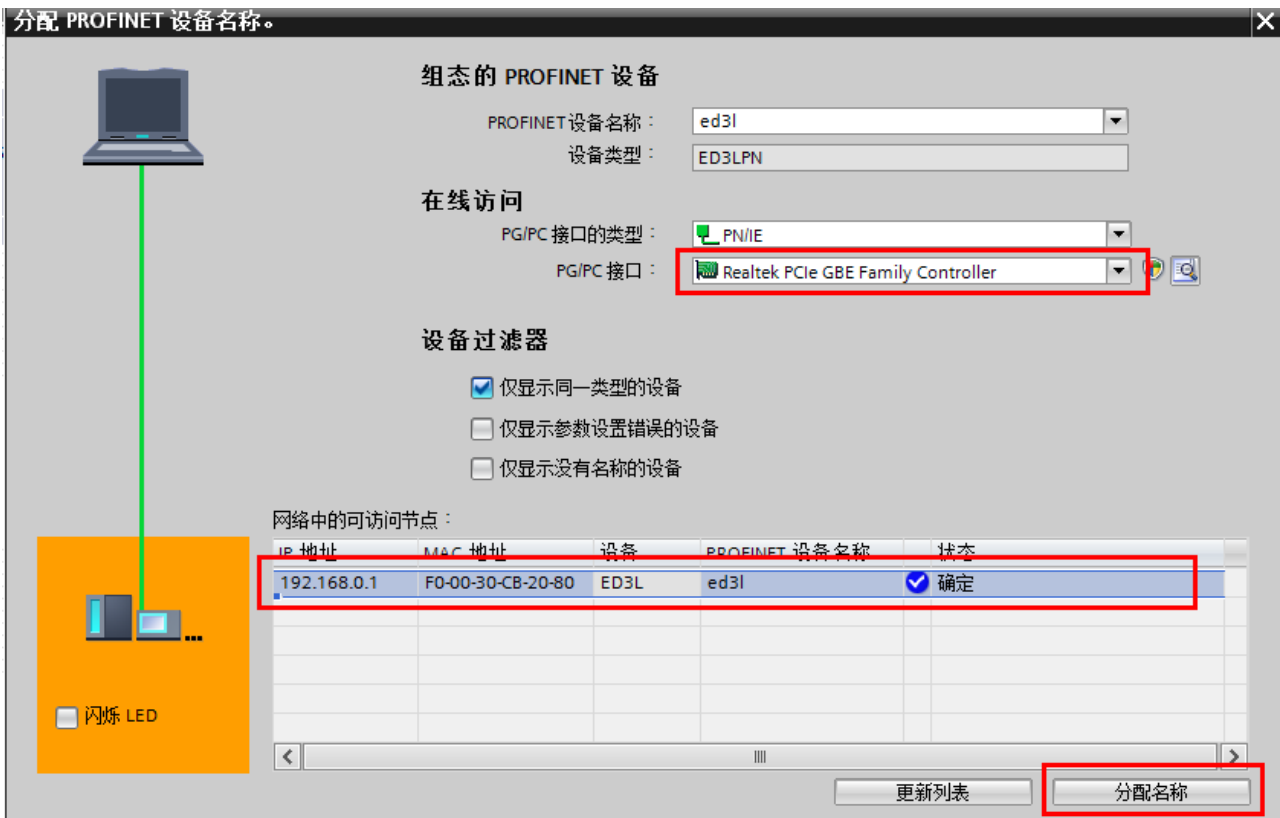 分配 PROFINET 设备名称。
组态的 PROFINET 设备
PROFINET设备名称： ed3l
设备类型： ED3LPN
在线访问
PG/PC 接口的类型： PN/IE
PG/PC 接口： Realtek PCIe GBE Family Controller
设备过滤器
仅显示同一类型的设备
仅显示参数设置错误的设备
仅显示没有名称的设备
网络中的可访问节点：
IP 地址 MAC 地址 设备 PROFINET 设备名称 状态
192.168.0.1 F0-00-30-CB-20-80 ED3L ed3l 确定
闪烁 LED
更新列表 分配名称